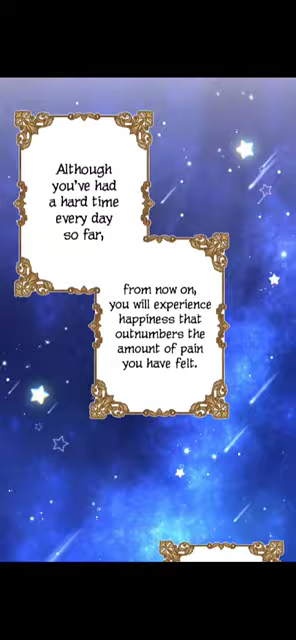 Although
you've had
a hard time
every day
so far,
from now on,
you will experience
happiness that
outnumbers the
amount of pain
you have felt.